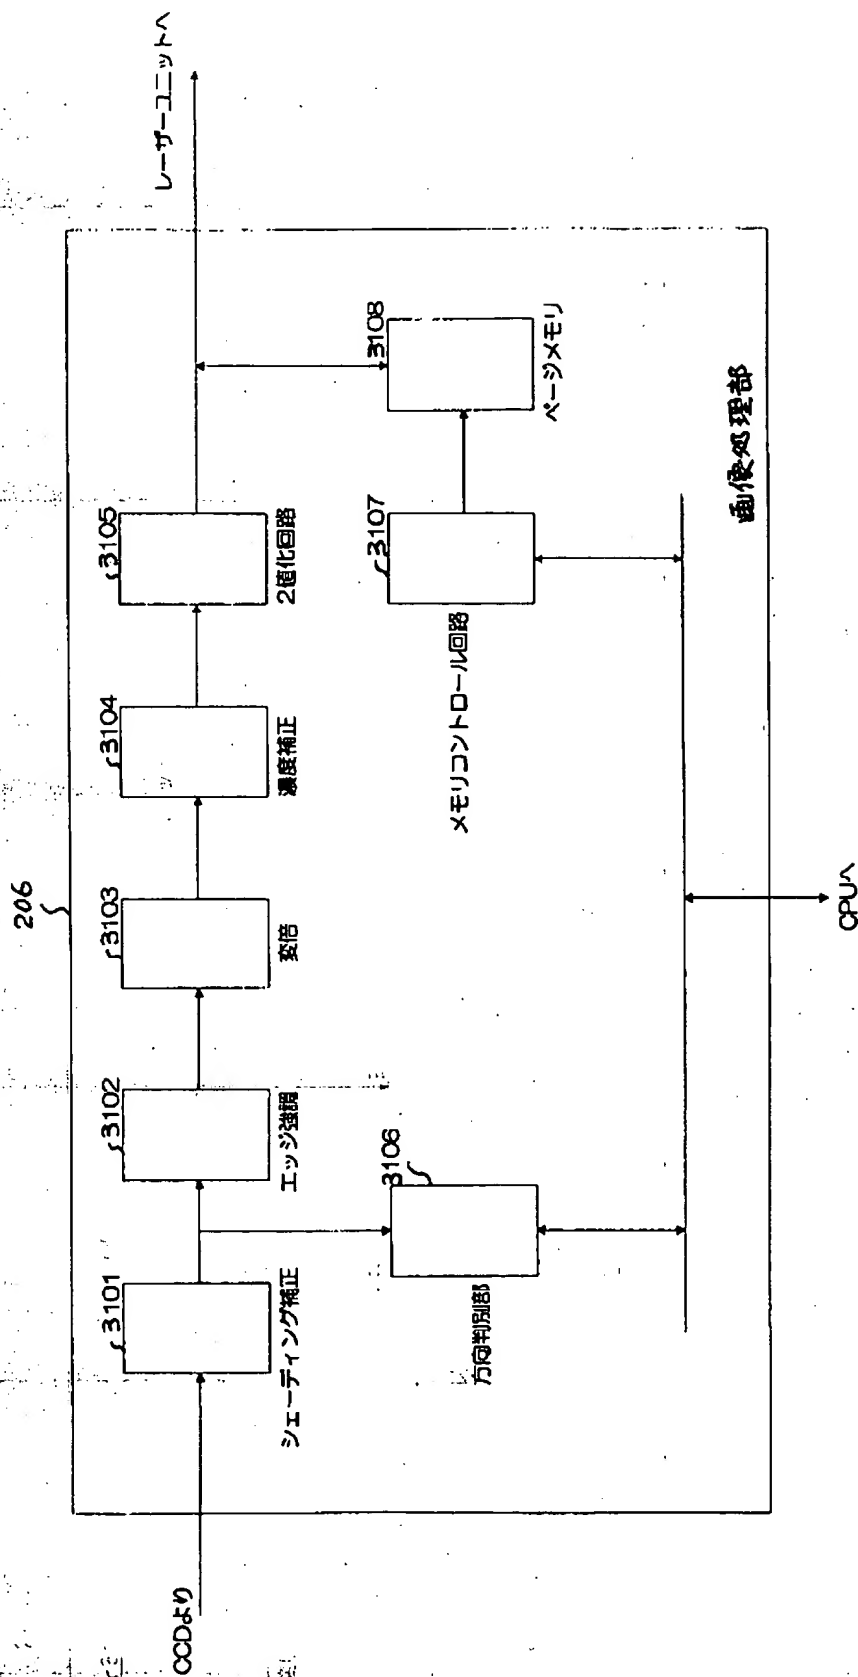 206
CCDより
3101
シェーディング補正
3102
エッジ強調
3103
変倍
3104
濃度補正
3105
2値化回路
レーザーユニットへ
3106
方向判別部
3107
メモリコントロール回路
3108
ページメモリ
画像処理部
CPUへ